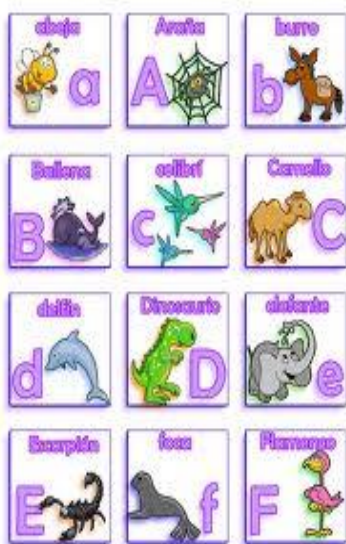 abeja
a
Araña
A
burro
b
Ballena
B
colibrí
c
Camello
C
delfín
d
Dinosaurio
D
elefante
e
Escorpión
E
foca
f
Flamenco
F